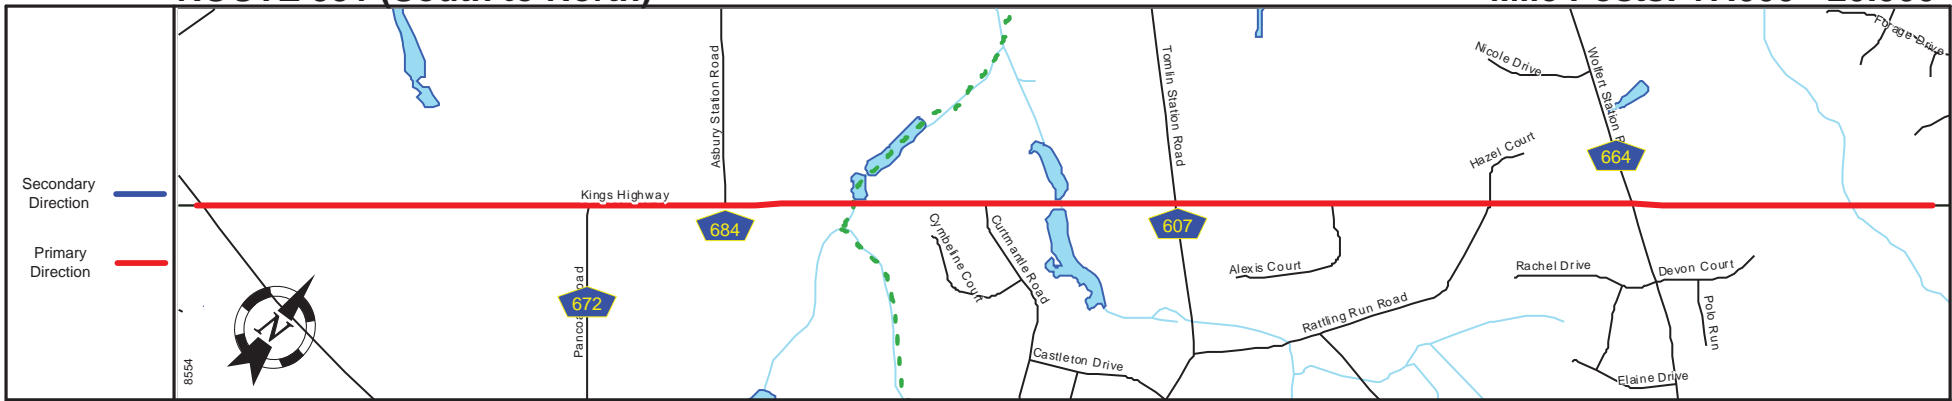 Secondary
Direction
Primary
Direction
8554
N
Kings Highway
Asbury Station Road
684
672
Cymbeline Court
Curtmantle Road
Castleton Drive
Tomlin Station Road
607
Alexis Court
Rattling Run Road
Hazel Court
Nicole Drive
Wolfert Station
664
Forage Drive
Rachel Drive
Devon Court
Polo Run
Elaine Drive